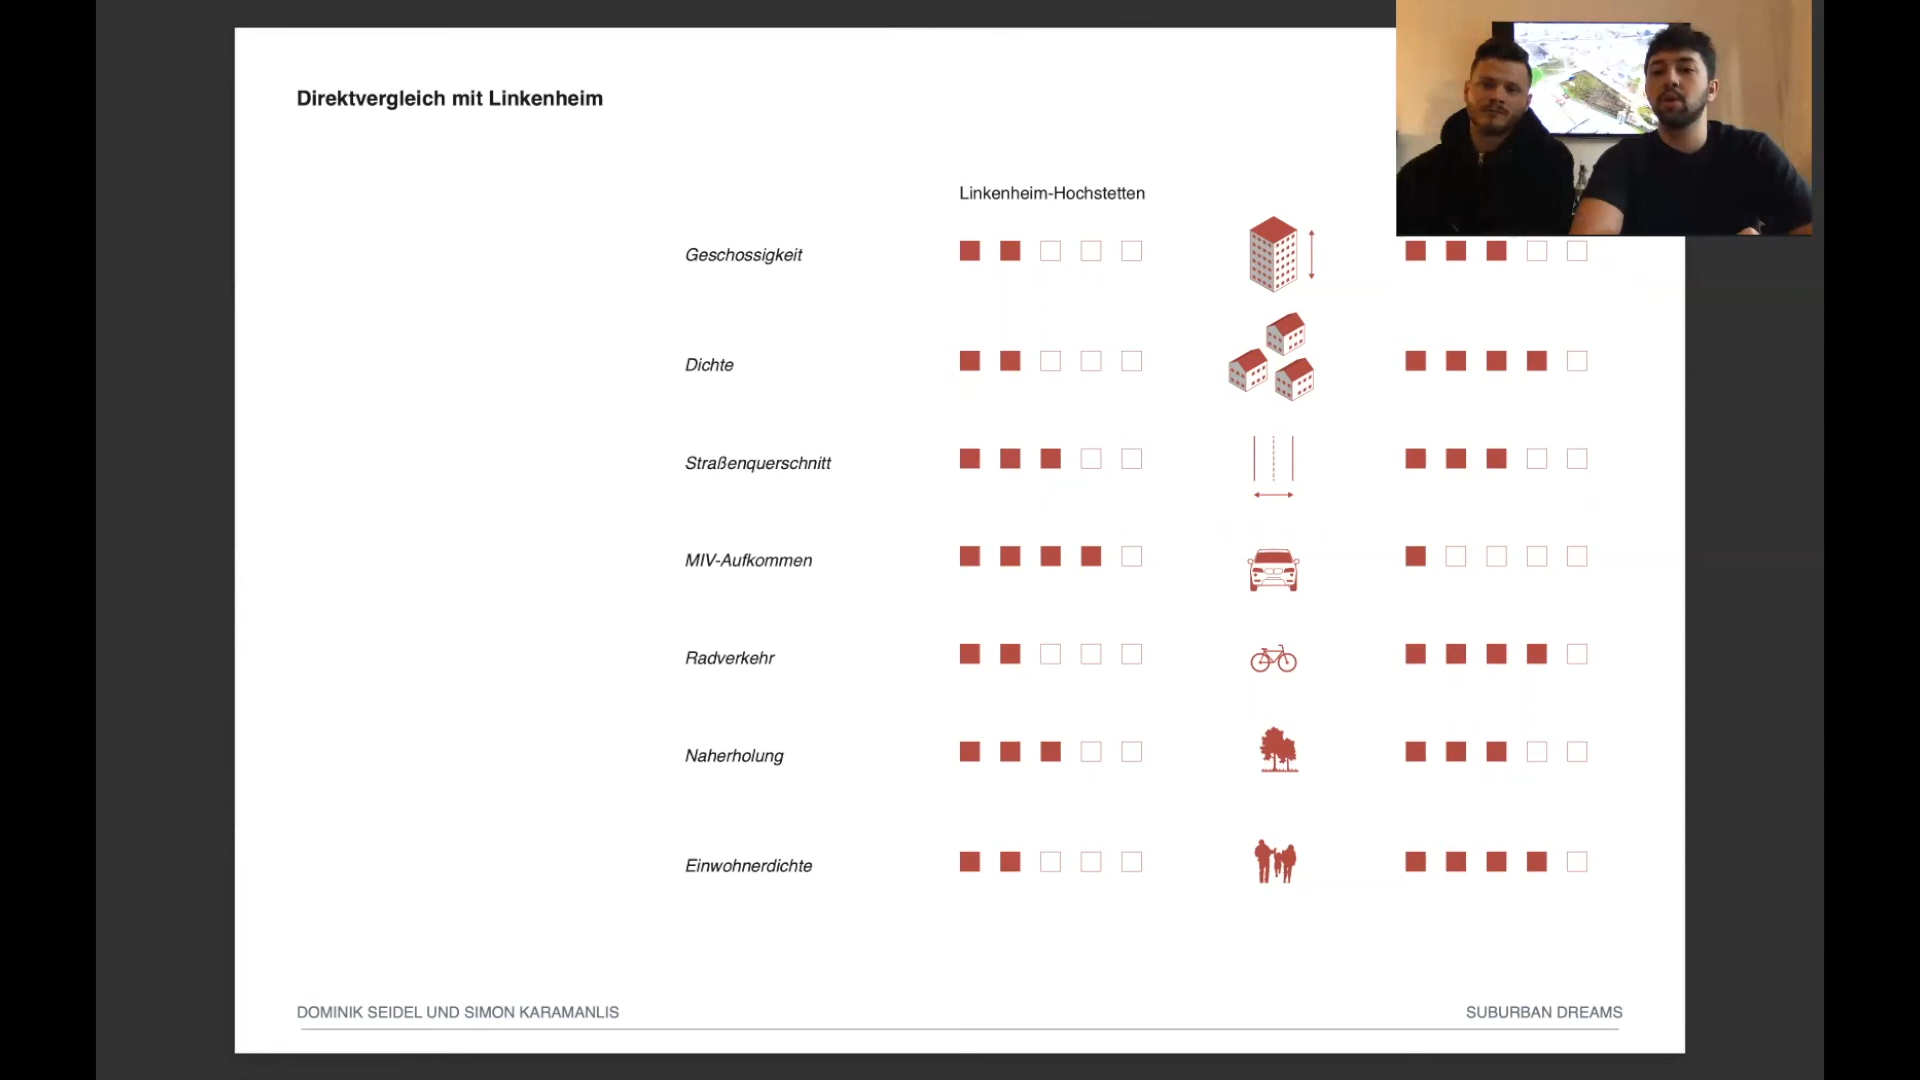 Direktvergleich mit Linkenheim
Linkenheim-Hochstetten
Geschossigkeit
Dichte
Straßenquerschnitt
MIV-Aufkommen
Radverkehr
Naherholung
Einwohnerdichte
DOMINIK SEIDEL UND SIMON KARAMANLIS
SUBURBAN DREAMS